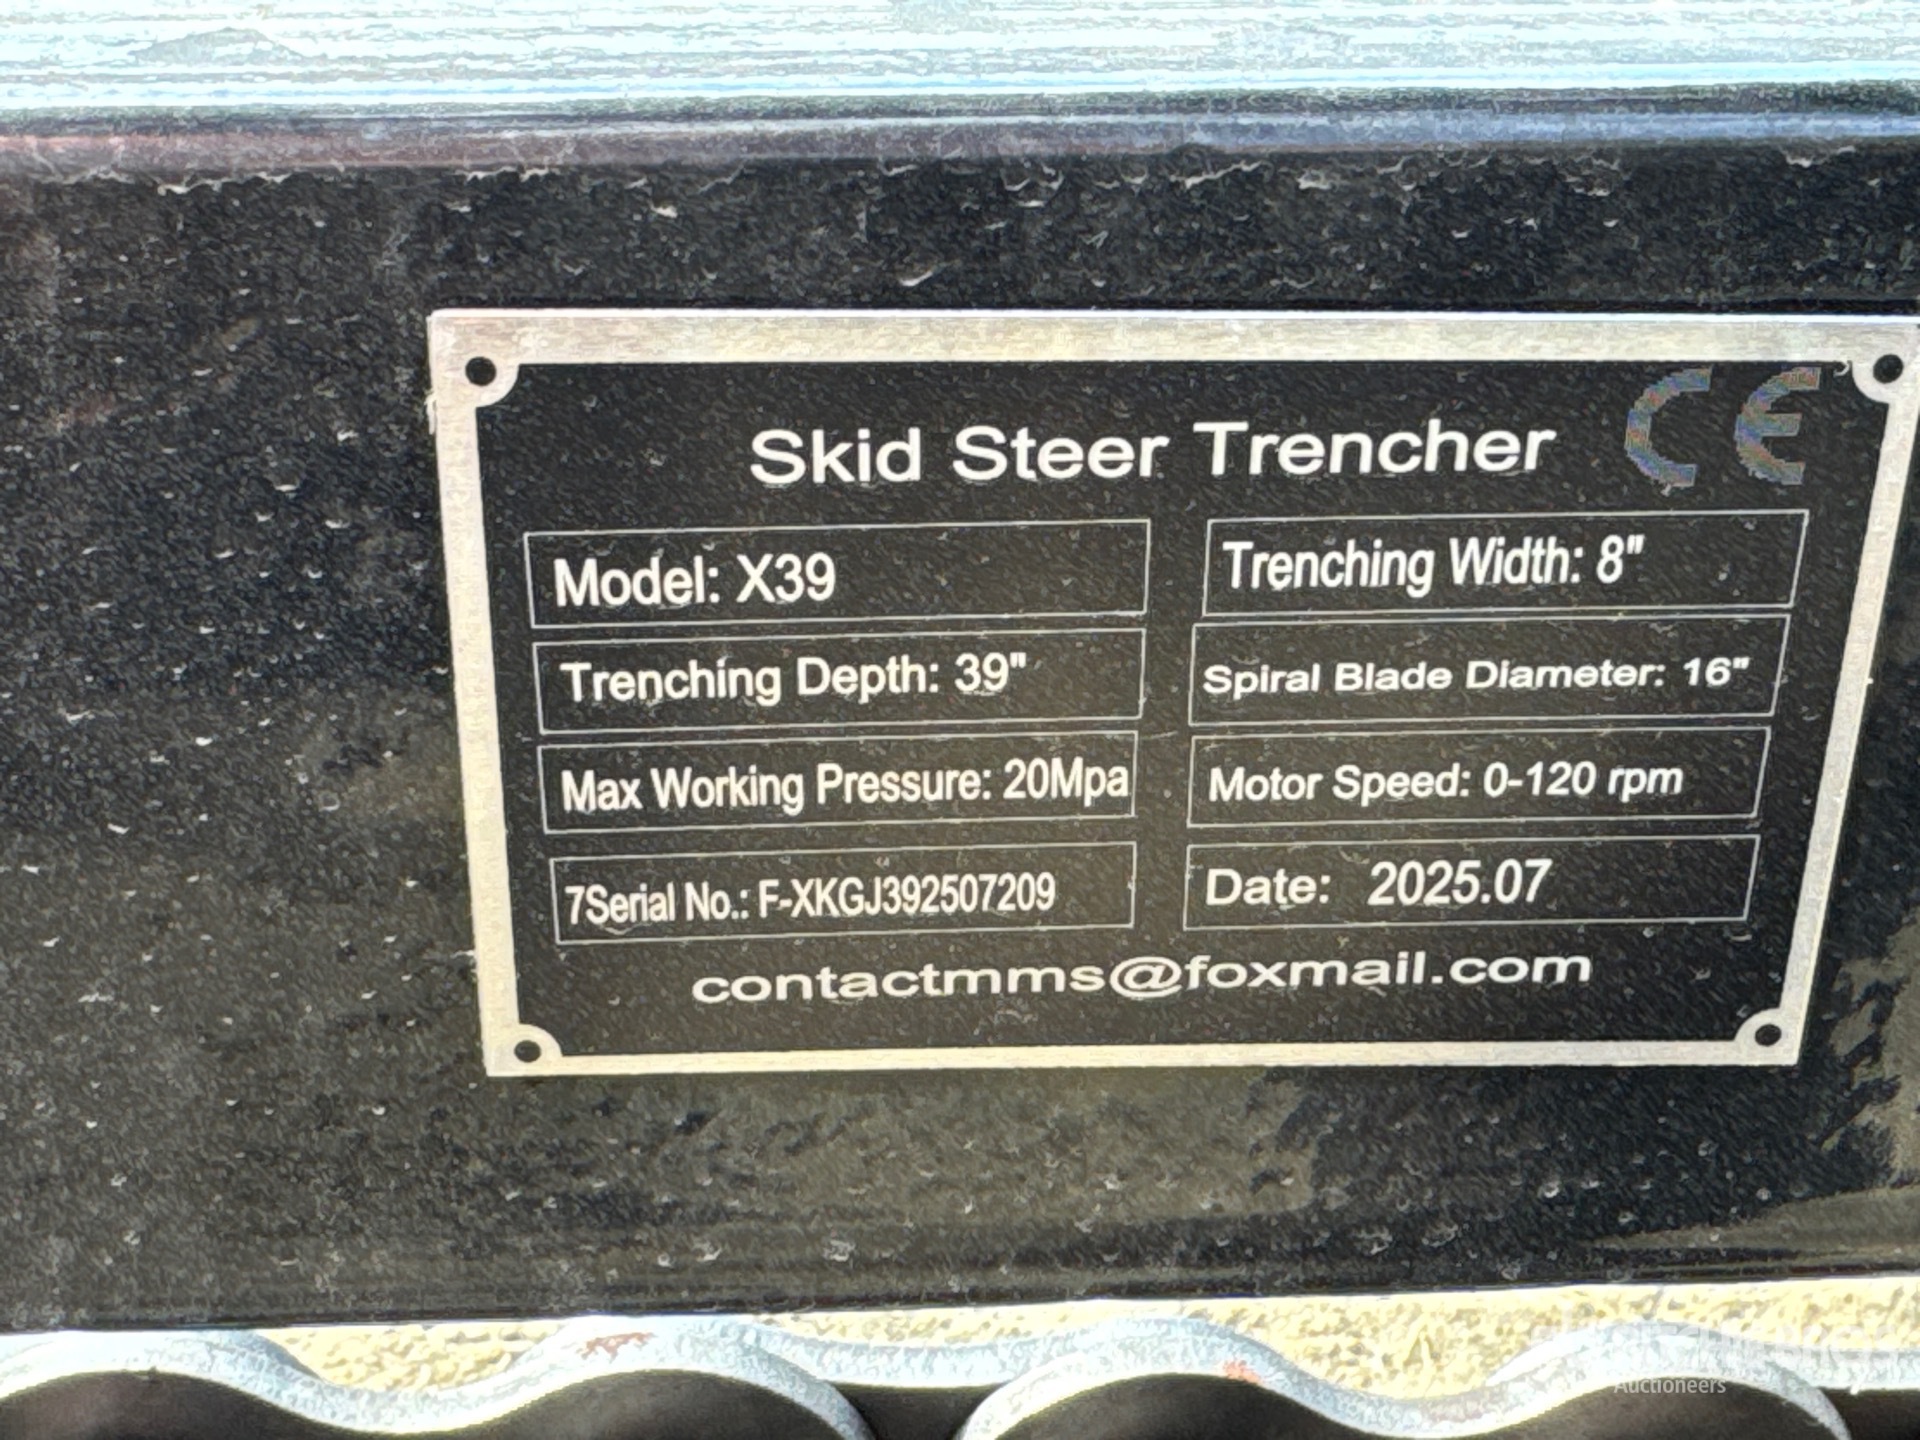 Skid Steer Trencher CE
Model: X39
Trenching Width: 8"
Trenching Depth: 39"
Spiral Blade Diameter: 16"
Max Working Pressure: 20Mpa
Motor Speed: 0-120 rpm
7Serial No.: F-XKGJ392507209
Date: 2025.07
contactmms@foxmail.com
Auctioneers